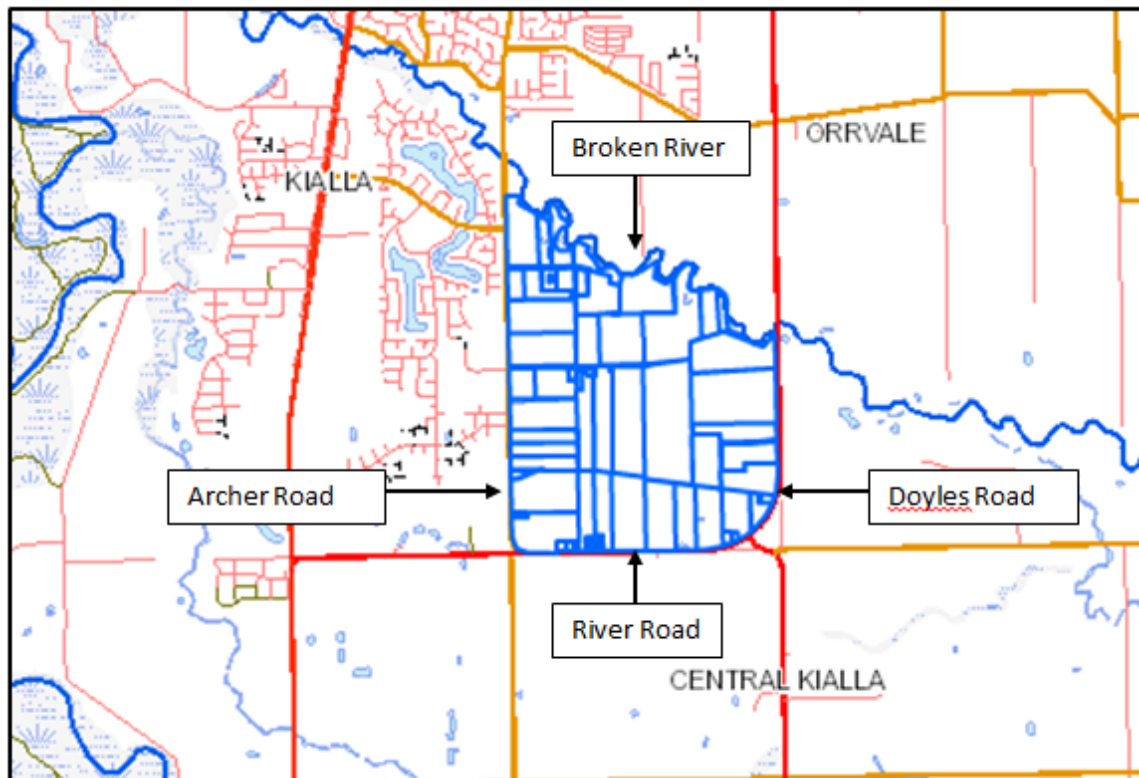 ORRVALE
Broken River
KIALLA
Archer Road
Doyles Road
River Road
CENTRAL KIALLA